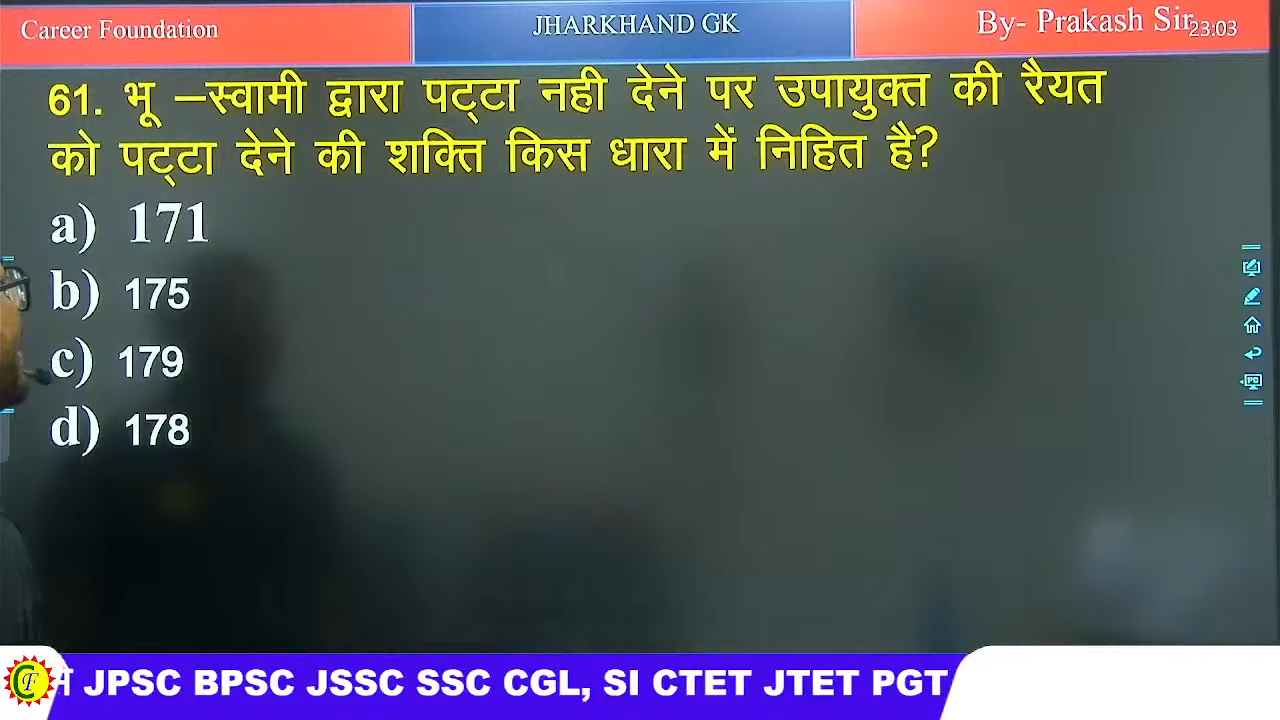 Career Foundation
JHARKHAND GK
By- Prakash Sir
23:03
61. भू –स्वामी द्वारा पट्टा नही देने पर उपायुक्त की रैयत
को पट्टा देने की शक्ति किस धारा में निहित है?
a) 171
b) 175
c) 179
d) 178
JPSC BPSC JSSC SSC CGL, SI CTET JTET PGT